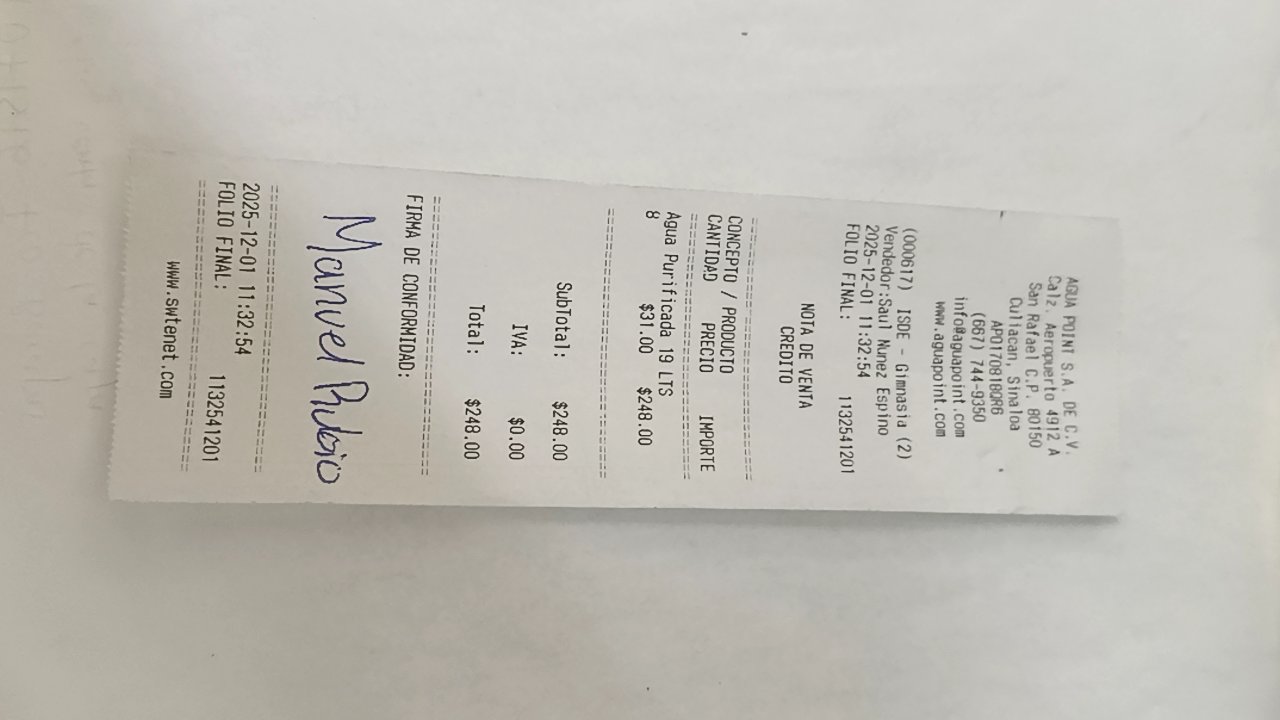 AGUA POINT S.A. DE C.V.
Calz. Aeropuerto 4912 A
San Rafael C.P. 80150
Culiacan, Sinaloa
APO170818QR6
(667) 744-9350
info@aguapoint.com
www.aguapoint.com
(000617) ISDE - Gimnasia (2)
Vendedor:Saul Nunez Espino
2025-12-01 11:32:54
FOLIO FINAL: 1132541201
NOTA DE VENTA
CREDITO
CONCEPTO / PRODUCTO
CANTIDAD PRECIO IMPORTE
Agua Purificada 19 LTS
8 $31.00 $248.00
SubTotal: $248.00
IVA: $0.00
Total: $248.00
FIRMA DE CONFORMIDAD:
Manuel Rubio
2025-12-01 11:32:54
FOLIO FINAL: 1132541201
www.swtenet.com